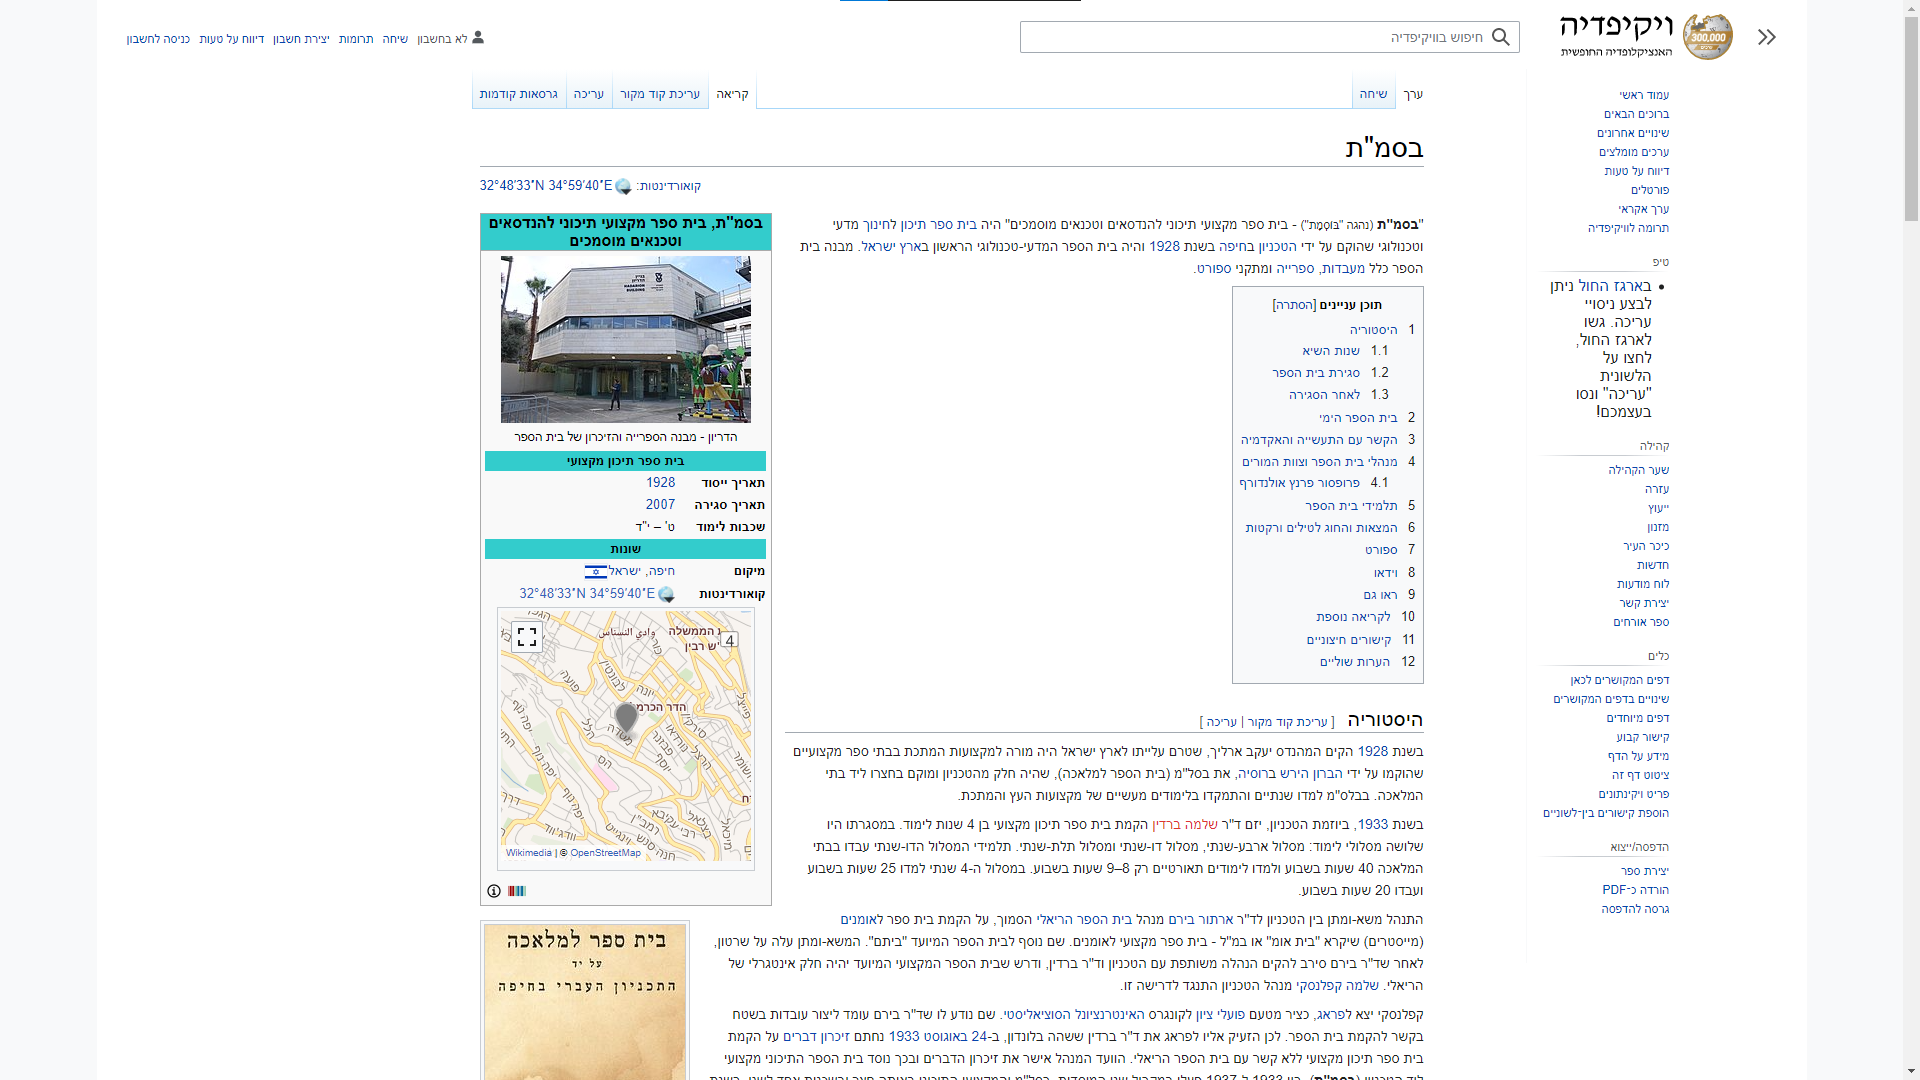 ויקיפדיה
האנציקלופדיה החופשית
300,000
חיפוש בוויקיפדיה
לא בחשבון
שיחה
תרומות
יצירת חשבון
דיווח על טעות
כניסה לחשבון
ערך
שיחה
קריאה
עריכת קוד מקור
עריכה
גרסאות קודמות
עמוד ראשי
ברוכים הבאים
שינויים אחרונים
ערכים מומלצים
דיווח על טעות
פורטלים
ערך אקראי
תרומה לוויקיפדיה
טיפ
בארגז החול ניתן
לבצע ניסויי
עריכה. גשו
לארגז החול,
לחצו על
הלשונית
"עריכה" ונסו
בעצמכם!
קהילה
שער הקהילה
עזרה
ייעוץ
מזנון
כיכר העיר
חדשות
לוח מודעות
יצירת קשר
ספר אורחים
כלים
דפים המקושרים לכאן
שינויים בדפים המקושרים
דפים מיוחדים
קישור קבוע
מידע על הדף
ציטוט דף זה
פריט ויקינתונים
הוספת קישורים בין־לשוניים
הדפסה/ייצוא
יצירת ספר
הורדה כ־PDF
גרסה להדפסה
בסמ"ת
קואורדינטות: 32°48′33″N 34°59′40″E
"בסמ"ת (נהגה "בּוֹסְמַת") - בית ספר מקצועי תיכוני להנדסאים וטכנאים מוסמכים" היה בית ספר תיכון לחינוך מדעי
וטכנולוגי שהוקם על ידי הטכניון בחיפה בשנת 1928 והיה בית הספר המדעי-טכנולוגי הראשון בארץ ישראל. מבנה בית
הספר כלל מעבדות, ספרייה ומתקני ספורט.
תוכן עניינים [הסתרה]
1 היסטוריה
1.1 שנות השיא
1.2 סגירת בית הספר
1.3 לאחר הסגירה
2 בית הספר הימי
3 הקשר עם התעשייה והאקדמיה
4 מנהלי בית הספר וצוות המורים
4.1 פרופסור פרנץ אולנדורף
5 תלמידי בית הספר
6 המצאות והחוג לטילים ורקטות
7 ספורט
8 וידאו
9 ראו גם
10 לקריאה נוספת
11 קישורים חיצוניים
12 הערות שוליים
בסמ"ת, בית ספר מקצועי תיכוני להנדסאים
וטכנאים מוסמכים
HADARION
BUILDING
הדריון - מבנה הספרייה והזיכרון של בית הספר
בית ספר תיכון מקצועי
תאריך ייסוד 1928
תאריך סגירה 2007
שכבות לימוד ט' – י"ד
שונות
מיקום חיפה, ישראל
קואורדינטות 32°48′33″N 34°59′40″E
وادي النسناس
4
יש רבין
הדר הכרמל
Wikimedia | © OpenStreetMap
היסטוריה [ עריכת קוד מקור | עריכה ]
בשנת 1928 הקים המהנדס יעקב ארליך, שטרם עלייתו לארץ ישראל היה מורה למקצועות המתכת בבתי ספר מקצועיים
שהוקמו על ידי הברון הירש ברוסיה, את בסל"מ (בית הספר למלאכה), שהיה חלק מהטכניון ומוקם בחצרו ליד בתי
המלאכה. בבלס"מ למדו שנתיים והתמקדו בלימודים מעשיים של מקצועות העץ והמתכת.
בשנת 1933, ביוזמת הטכניון, יזם ד"ר שלמה ברדין הקמת בית ספר תיכון מקצועי בן 4 שנות לימוד. במסגרתו היו
שלושה מסלולי לימוד: מסלול ארבע-שנתי, מסלול דו-שנתי ומסלול תלת-שנתי. תלמידי המסלול הדו-שנתי עבדו בבתי
המלאכה 40 שעות בשבוע ולמדו לימודים תאורטיים רק 8–9 שעות בשבוע. במסלול ה-4 שנתי למדו 25 שעות בשבוע
ועבדו 20 שעות בשבוע.
התנהל משא-ומתן בין הטכניון לד"ר ארתור בירם מנהל בית הספר הריאלי הסמוך, על הקמת בית ספר לאומנים
(מייסטרים) שיקרא "בית אומ" או במ"ל - בית ספר מקצועי לאומנים. שם נוסף לבית הספר המיועד "ביתם". המשא-ומתן עלה על שרטון,
לאחר שד"ר בירם סירב להקים הנהלה משותפת עם הטכניון וד"ר ברדין, ודרש שבית הספר המקצועי המיועד יהיה חלק אינטגרלי של
הריאלי. שלמה קפלנסקי מנהל הטכניון התנגד לדרישה זו.
קפלנסקי יצא לפראג, כציר מטעם פועלי ציון לקונגרס האינטרנציונל הסוציאליסטי. שם נודע לו שד"ר בירם עומד ליצור עובדות בשטח
בקשר להקמת בית הספר. לכן הזעיק אליו לפראג את ד"ר ברדין ששהה בלונדון, ב-24 באוגוסט 1933 נחתם זיכרון דברים על הקמת
בית ספר תיכון מקצועי ללא קשר עם בית הספר הריאלי. הוועד המנהל אישר את זיכרון הדברים ובכך נוסד בית הספר התיכוני מקצועי
בית ספר למלאכה
על יד
התכניון העברי בחיפה